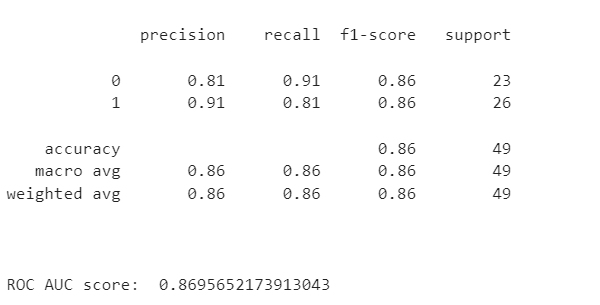 precision recall f1-score support
0 0.81 0.91 0.86 23
1 0.91 0.81 0.86 26
accuracy 0.86 49
macro avg 0.86 0.86 0.86 49
weighted avg 0.86 0.86 0.86 49
ROC AUC score: 0.8695652173913043